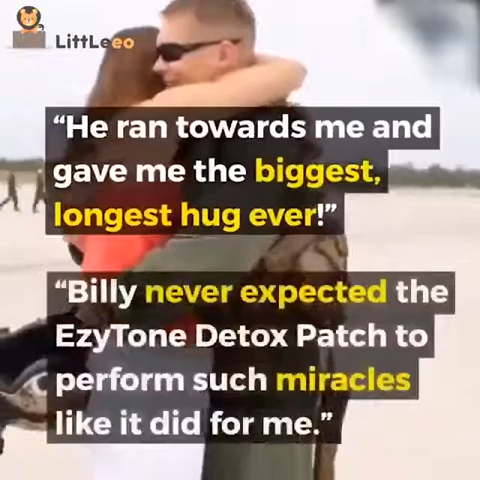 LittLeeo
“He ran towards me and
gave me the biggest,
longest hug ever!”
“Billy never expected the
EzyTone Detox Patch to
perform such miracles
like it did for me.”